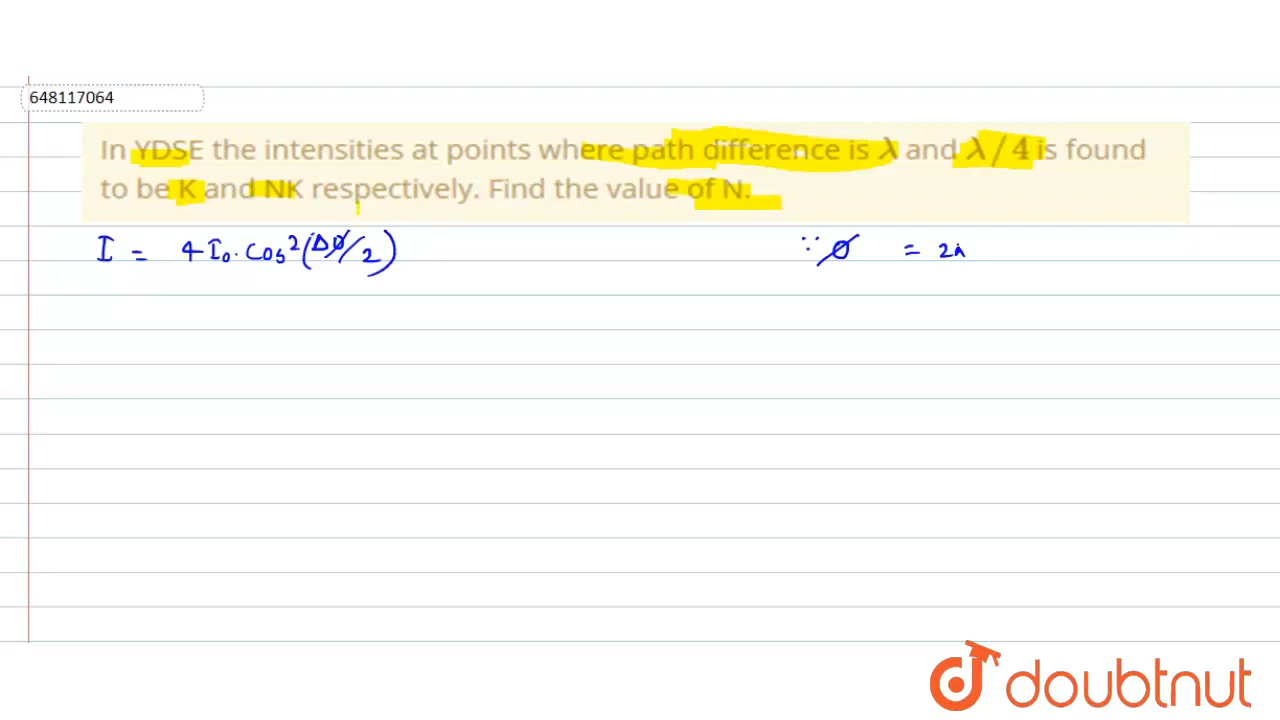 648117064
In YDSE the intensities at points where path difference is λ and λ/4 is found
to be K and NK respectively. Find the value of N.
I = 4I₀.Cos²(Δø/2) ∵ ø = 2
doubtnut